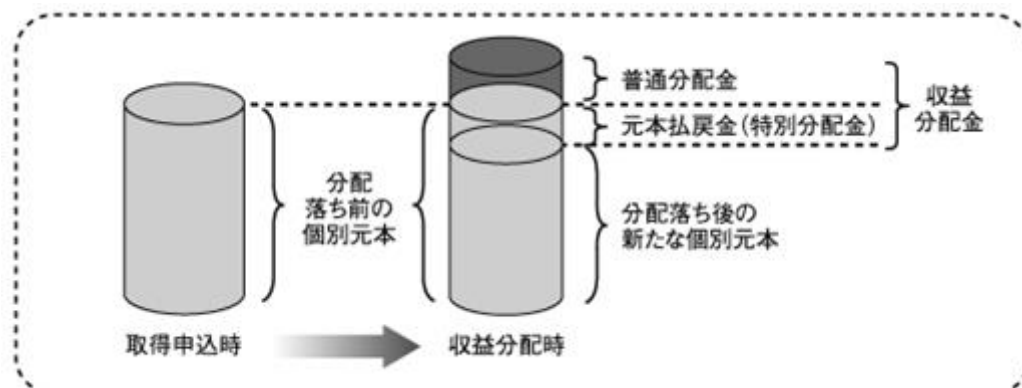 普通分配金
元本払戻金(特別分配金)
収益
分配金
分配
落ち前の
個別元本
分配落ち後の
新たな個別元本
取得申込時
収益分配時